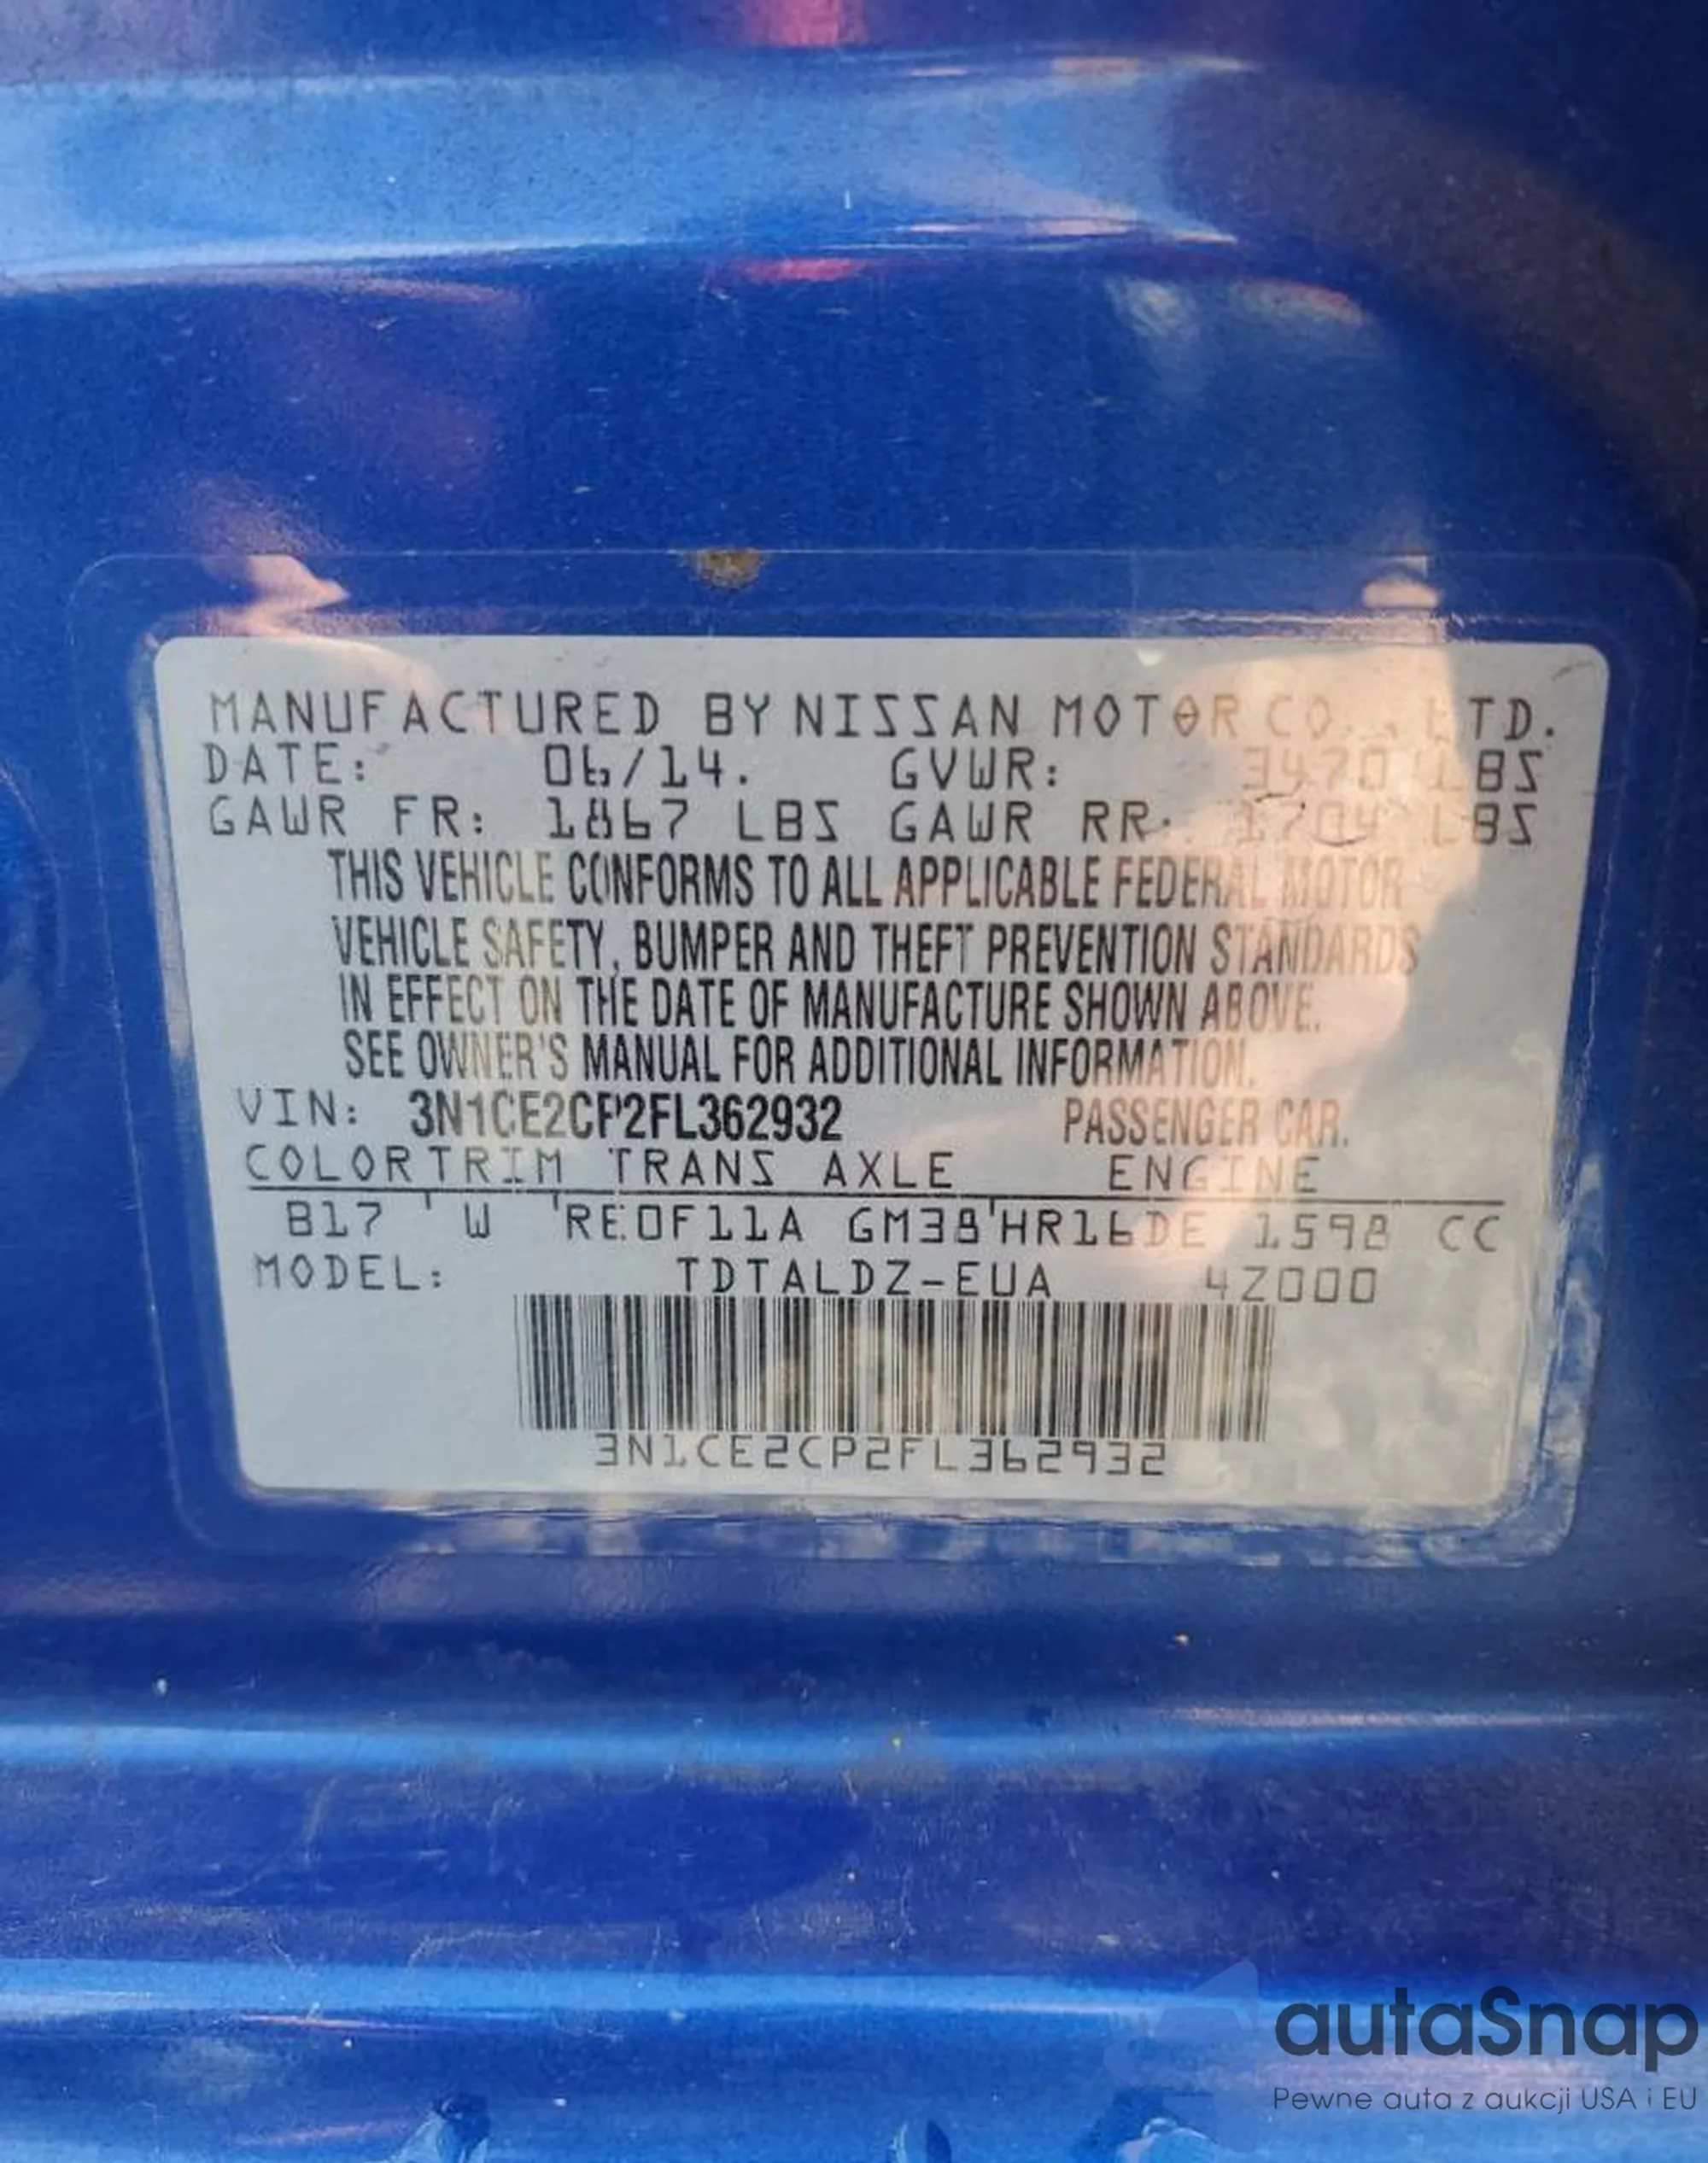 MANUFACTURED BY NISSAN MOTOR CO., LTD.
DATE: 06/14. GVWR: 3470 LBS
GAWR FR: 1867 LBS GAWR RR: 1704 LBS
THIS VEHICLE CONFORMS TO ALL APPLICABLE FEDERAL MOTOR
VEHICLE SAFETY, BUMPER AND THEFT PREVENTION STANDARDS
IN EFFECT ON THE DATE OF MANUFACTURE SHOWN ABOVE.
SEE OWNER'S MANUAL FOR ADDITIONAL INFORMATION.
VIN: 3N1CE2CP2FL362932 PASSENGER CAR.
COLOR TRIM TRANS AXLE ENGINE
B17 W RE0F11A GM38 HR16DE 1598 CC
MODEL: TDTALDZ-EUA 4Z000
3N1CE2CP2FL362932
autaSnap
Pewne auta z aukcji USA i EU